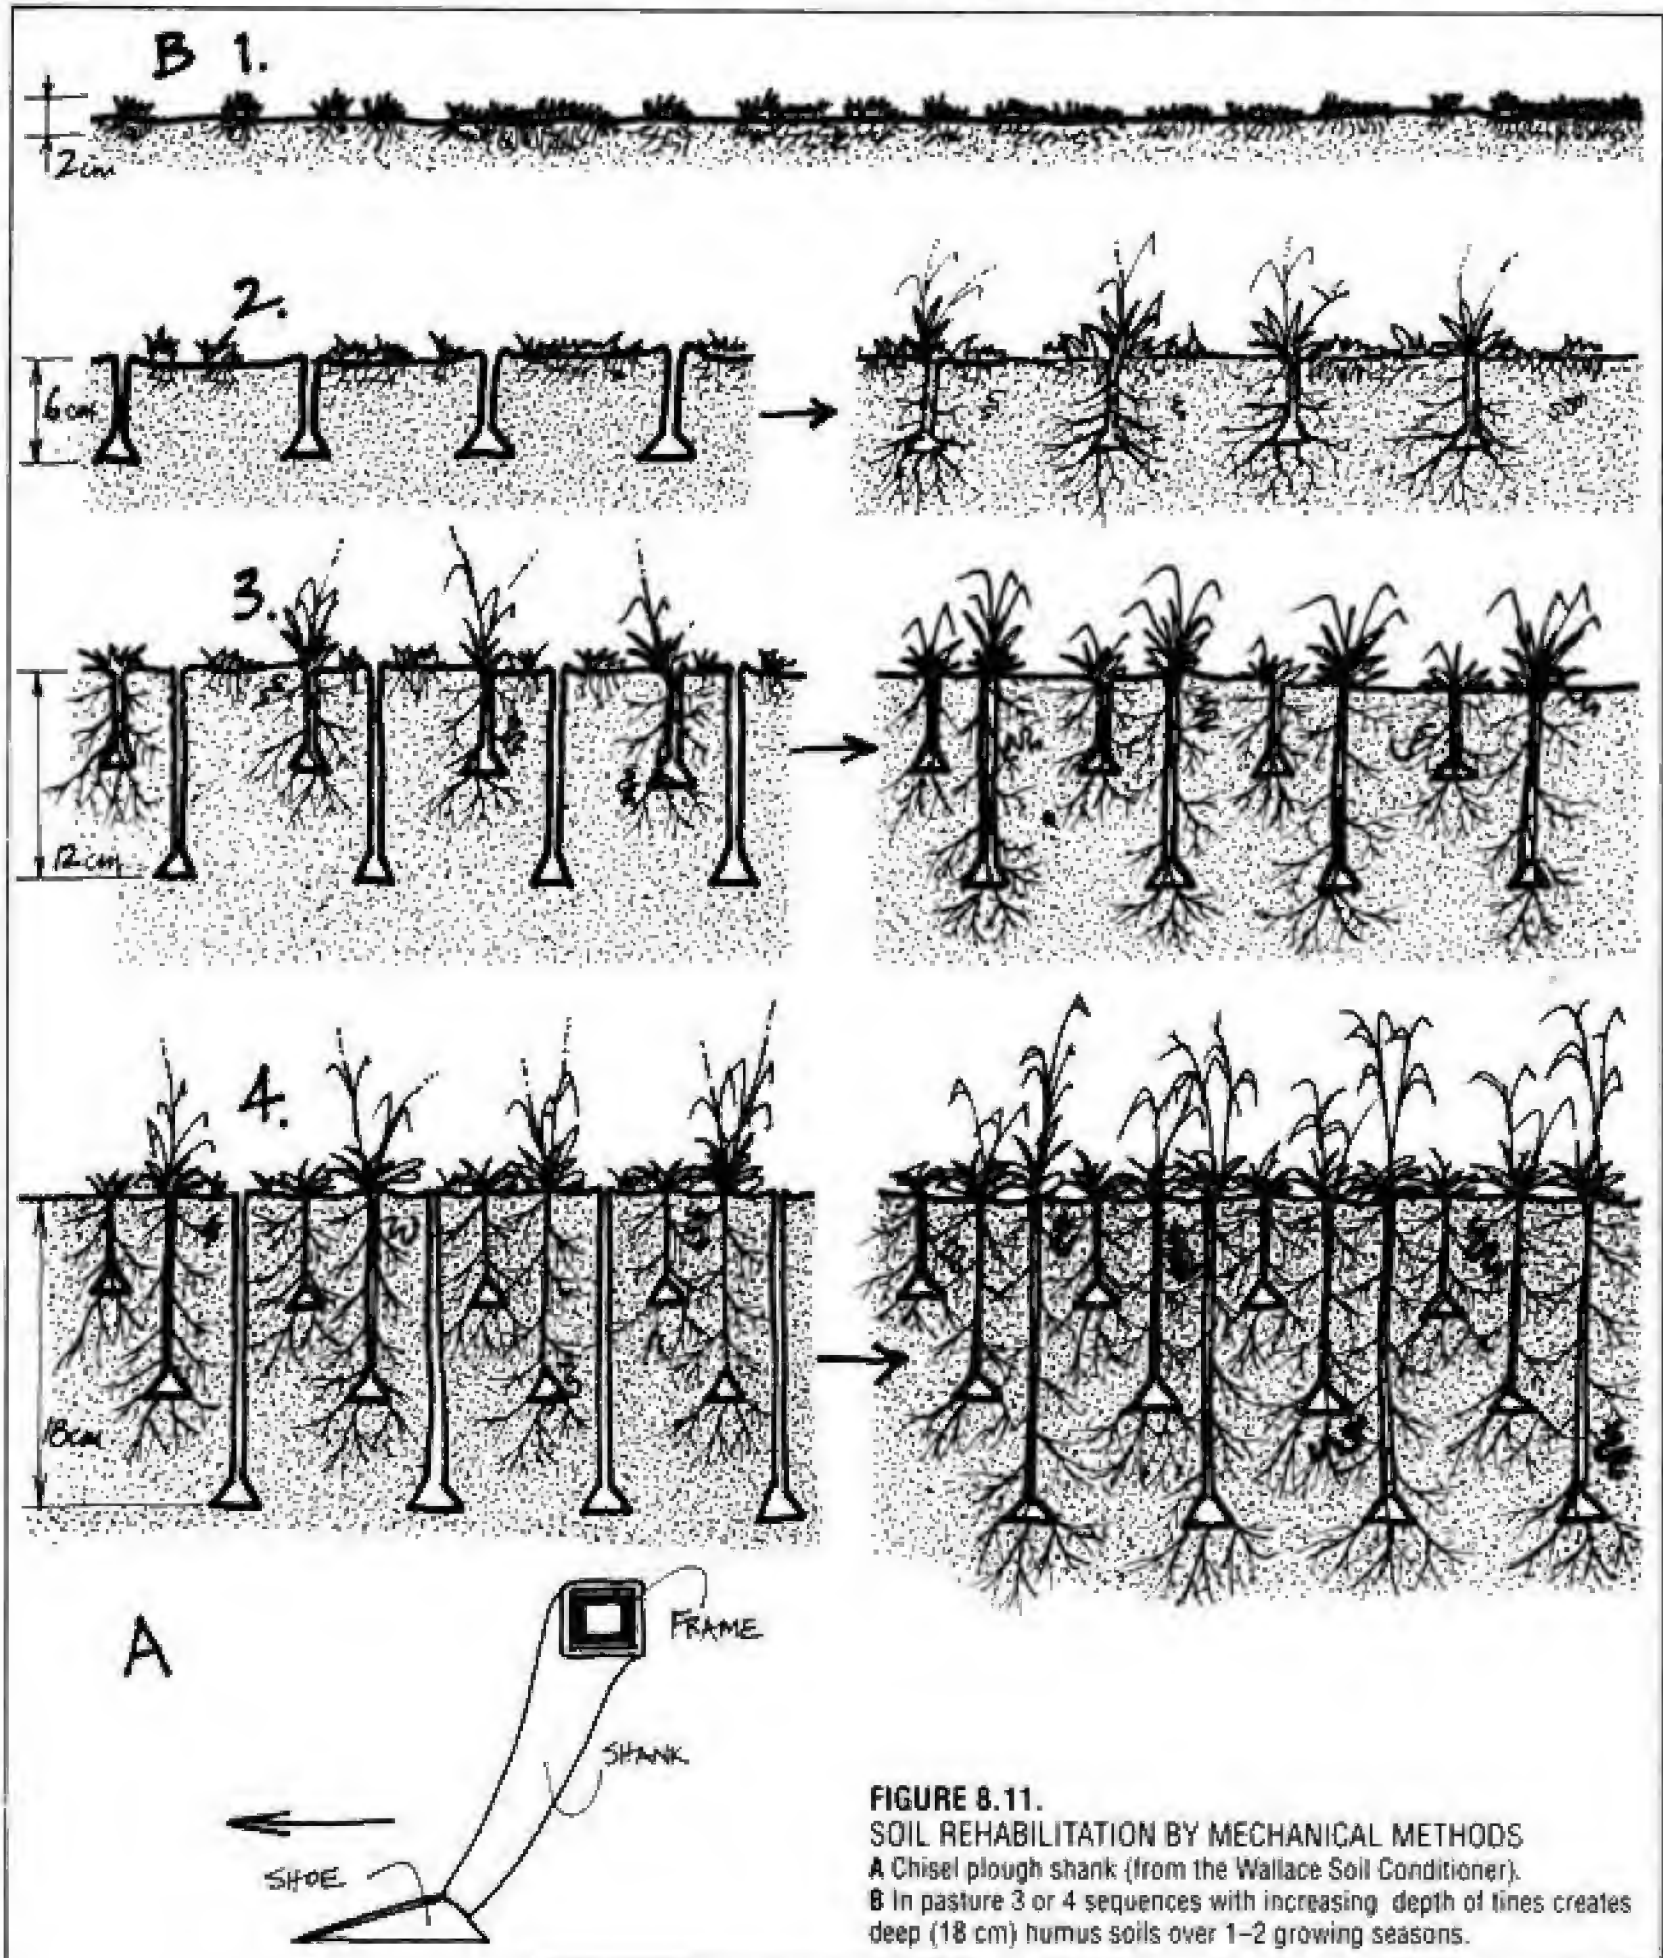 B 1.
2cm
2.
6cm
3.
12cm
4.
18cm
A
FRAME
SHANK
SHOE
FIGURE 8.11.
SOIL REHABILITATION BY MECHANICAL METHODS
A Chisel plough shank (from the Wallace Soil Conditioner).
B In pasture 3 or 4 sequences with increasing depth of tines creates
deep (18 cm) humus soils over 1–2 growing seasons.